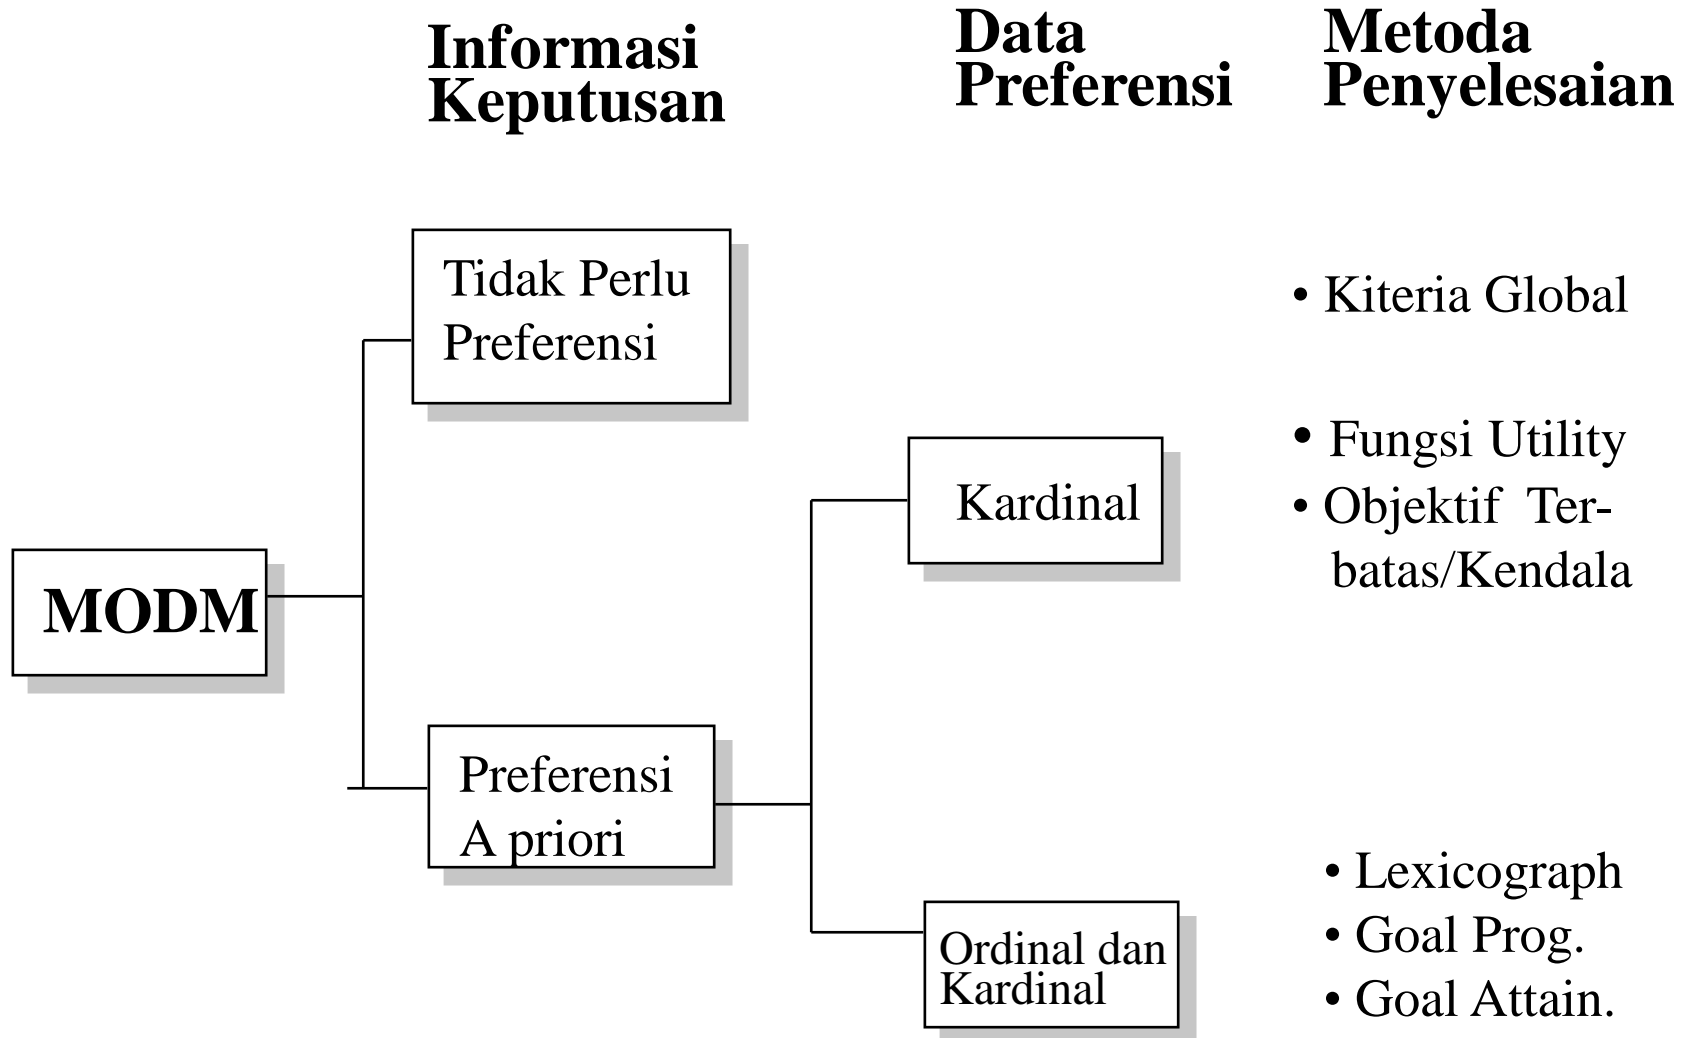 Informasi
Keputusan
Data
Preferensi
Metoda
Penyelesaian
Tidak Perlu
Preferensi
• Kiteria Global
Kardinal
• Fungsi Utility
• Objektif Ter-
batas/Kendala
MODM
Preferensi
A priori
Ordinal dan
Kardinal
• Lexicograph
• Goal Prog.
• Goal Attain.